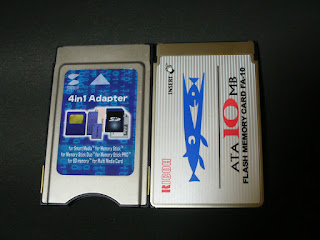 4in1 Adapter
for Smart Media™ for Memory Stick™
for Memory Stick Duo™ for Memory Stick PRO™
for SD memory™ for Multi Media Card
INSERT
RICOH
ATA 10 MB
FLASH MEMORY CARD FA-10